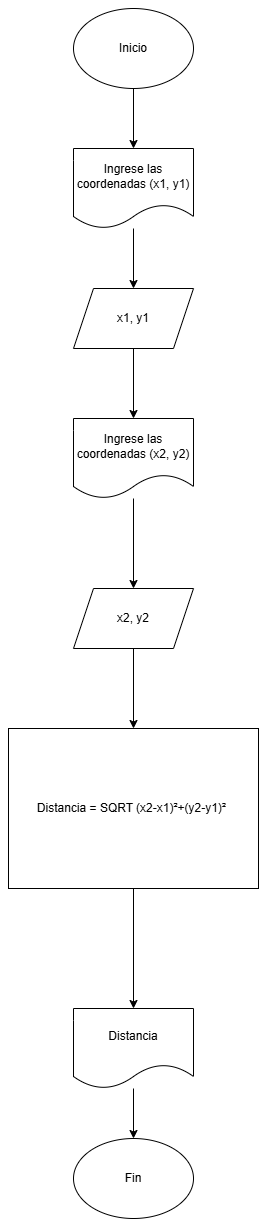 Inicio
Ingrese las
coordenadas (x1, y1)
x1, y1
Ingrese las
coordenadas (x2, y2)
x2, y2
Distancia = SQRT (x2-x1)²+(y2-y1)²
Distancia
Fin